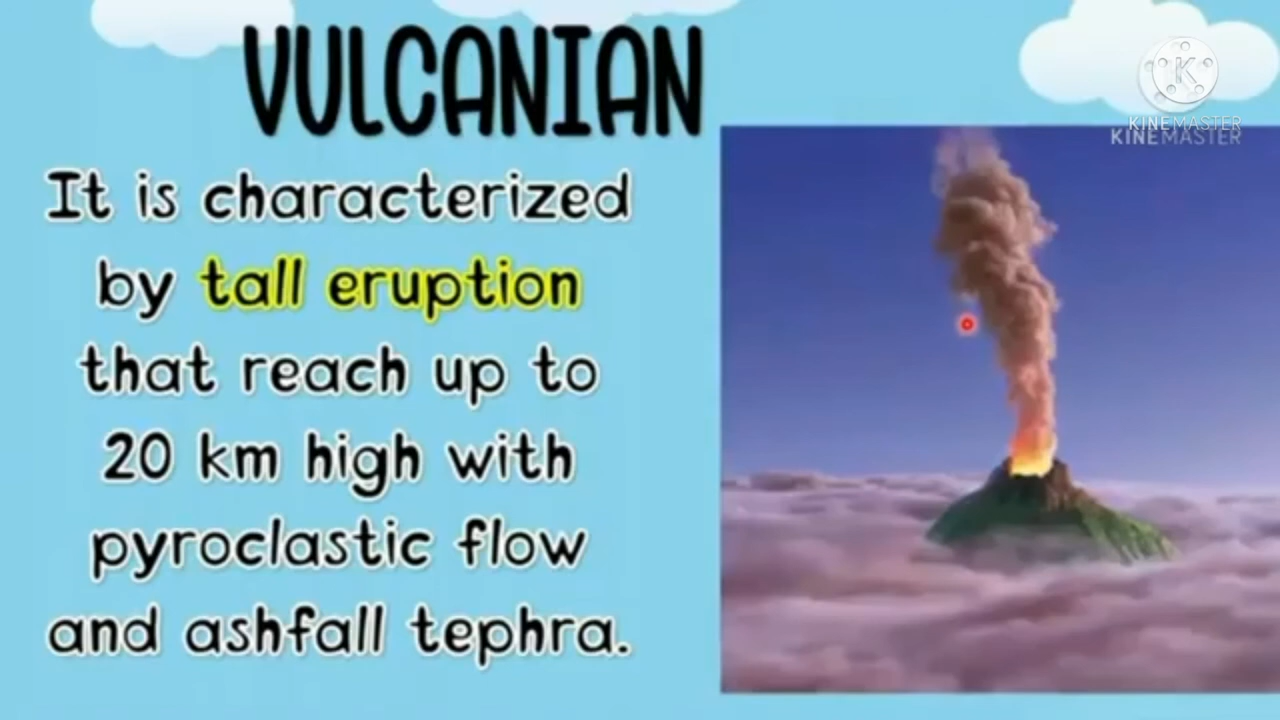 VULCANIAN
It is characterized
by tall eruption
that reach up to
20 km high with
pyroclastic flow
and ashfall tephra.
K
KINEMASTER
KINEMASTER